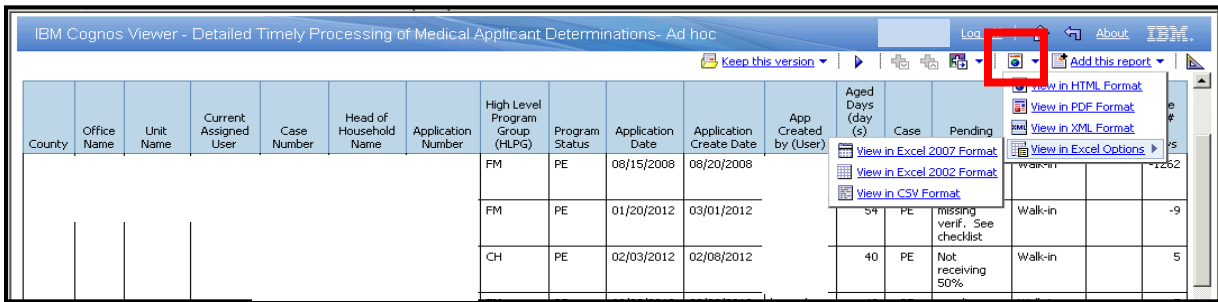 IBM Cognos Viewer - Detailed Timely Processing of Medical Applicant Determinations- Ad hoc
About IBM.
Keep this version Add this report
County
Office Name
Unit Name
Current Assigned User
Case Number
Head of Household Name
Application Number
High Level Program Group (HLPG)
Program Status
Application Date
Application Create Date
App Created by (User)
Aged Days (day (s)
Case
Pending
View in HTML Format
View in PDF Format
View in XML Format
View in Excel Options
View in Excel 2007 Format
View in Excel 2002 Format
View in CSV Format
FM PE 08/15/2008 08/20/2008 Walk-in -1262
FM PE 01/20/2012 03/01/2012 54 PE missing verif. See checklist Walk-in -9
CH PE 02/03/2012 02/08/2012 40 PE Not receiving 50% Walk-in 5